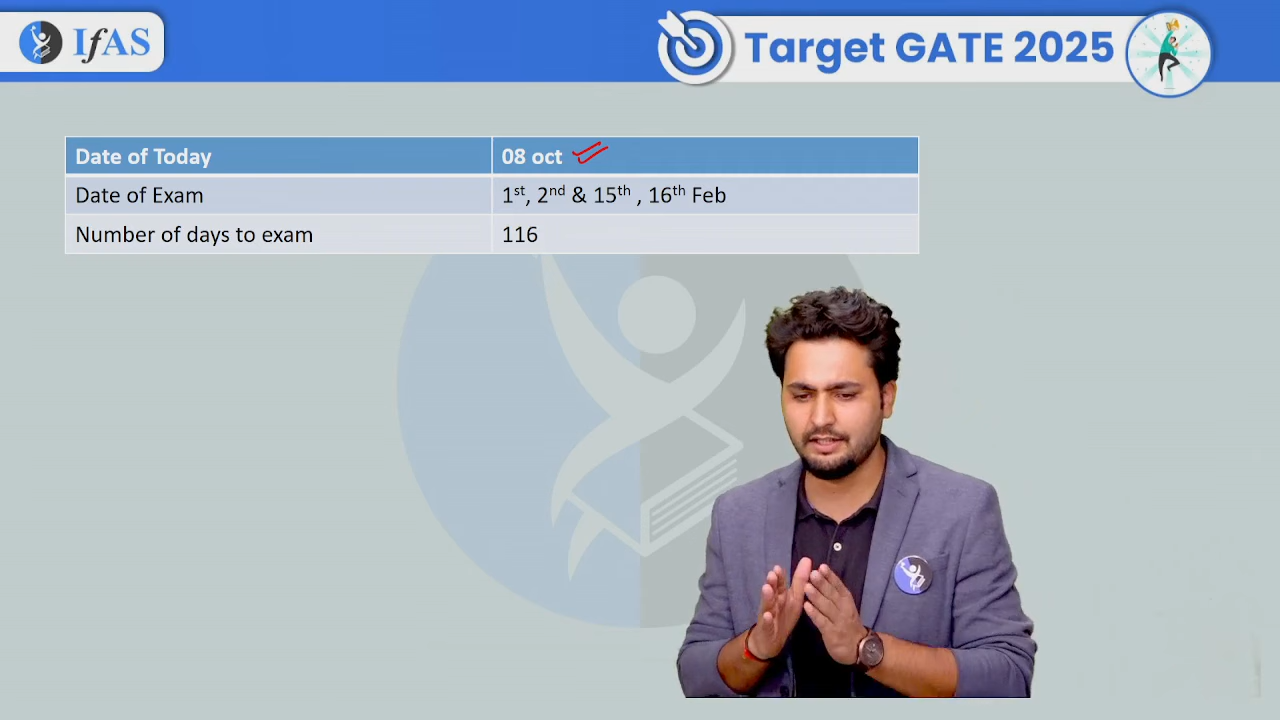 IfAS
Target GATE 2025
Date of Today 08 oct
Date of Exam 1st, 2nd & 15th , 16th Feb
Number of days to exam 116